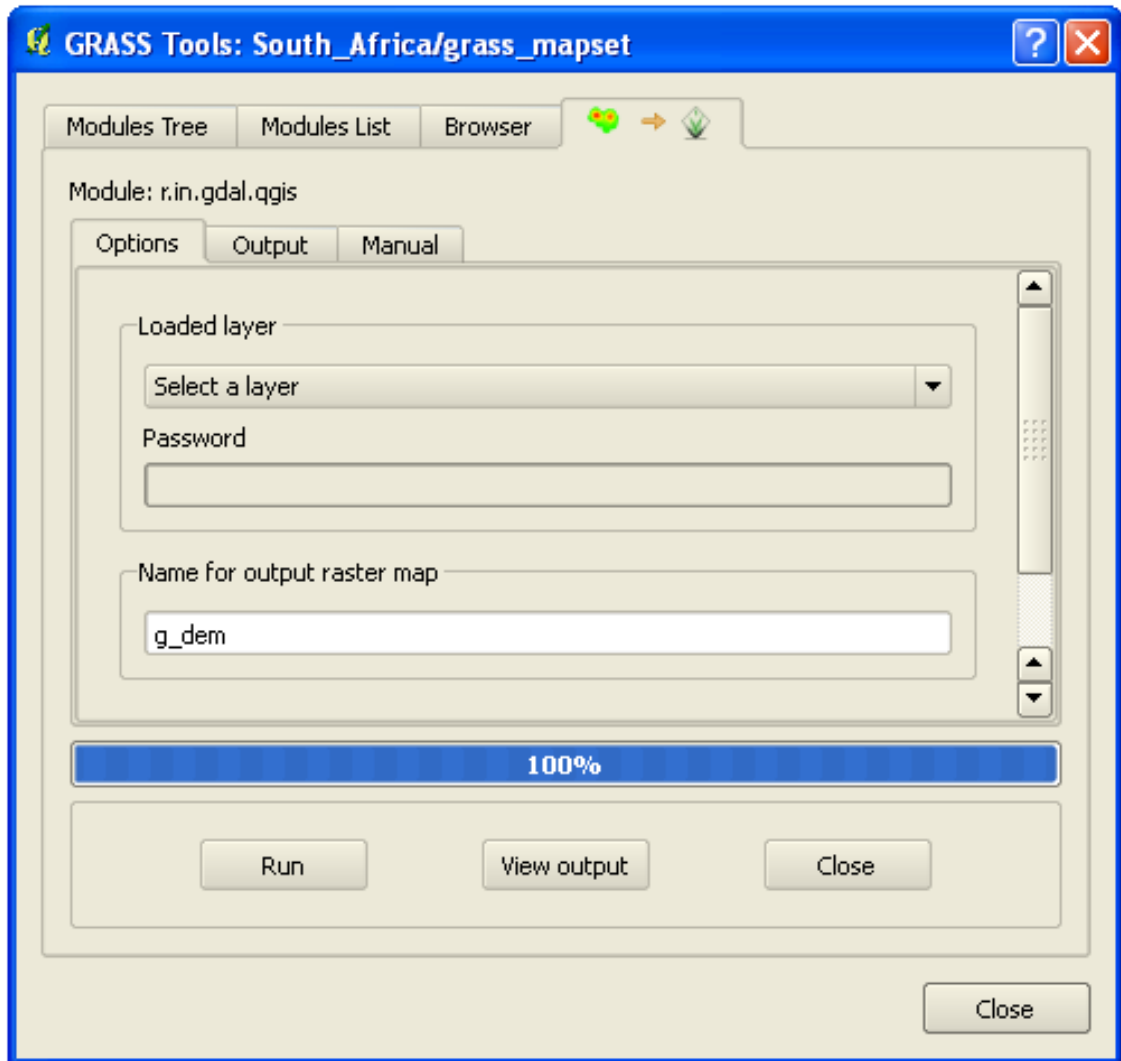 GRASS Tools: South_Africa/grass_mapset
Modules Tree Modules List Browser
Module: r.in.gdal.qgis
Options Output Manual
Loaded layer
Select a layer
Password
Name for output raster map
g_dem
100%
Run View output Close
Close